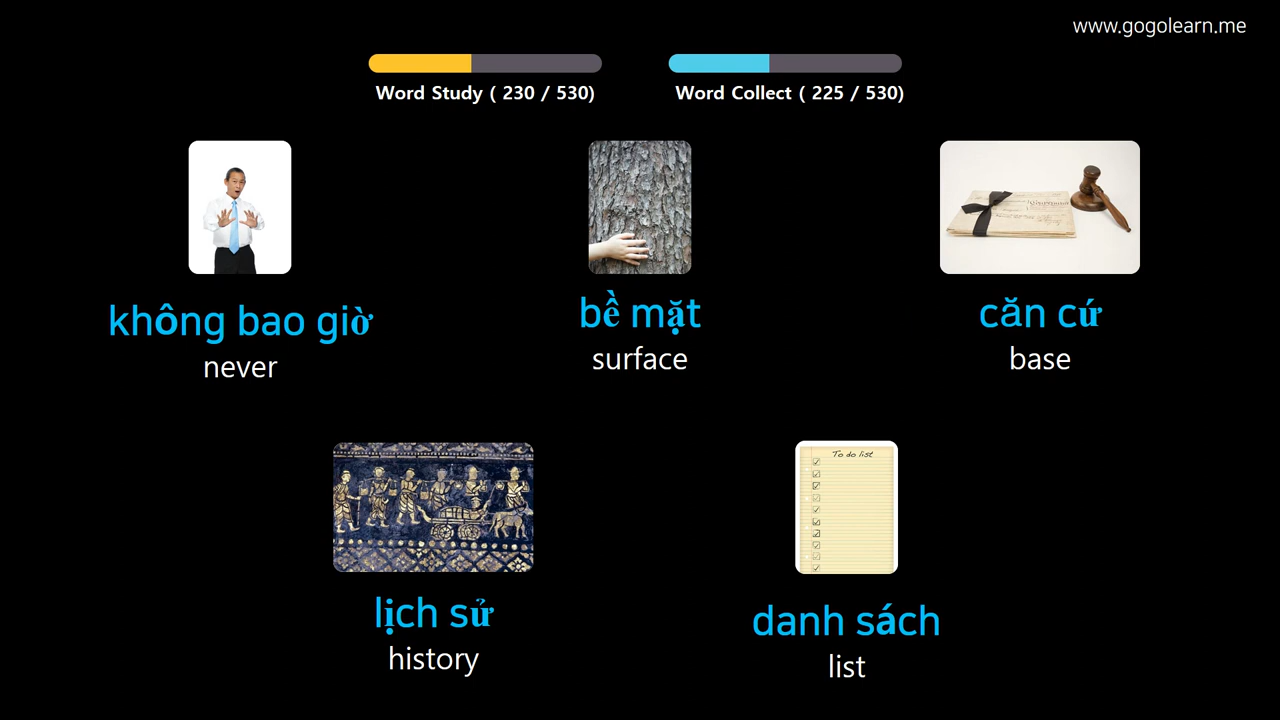 www.gogolearn.me
Word Study ( 230 / 530)
Word Collect ( 225 / 530)
không bao giờ
never
bề mặt
surface
căn cứ
base
To do list
lịch sử
history
danh sách
list